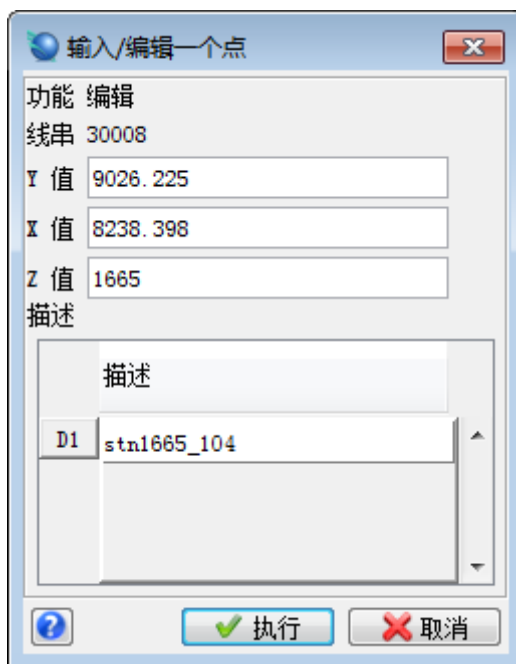 输入/编辑一个点
功能 编辑
线串 30008
Y 值 9026.225
X 值 8238.398
Z 值 1665
描述
描述
D1 stn1665_104
执行 取消